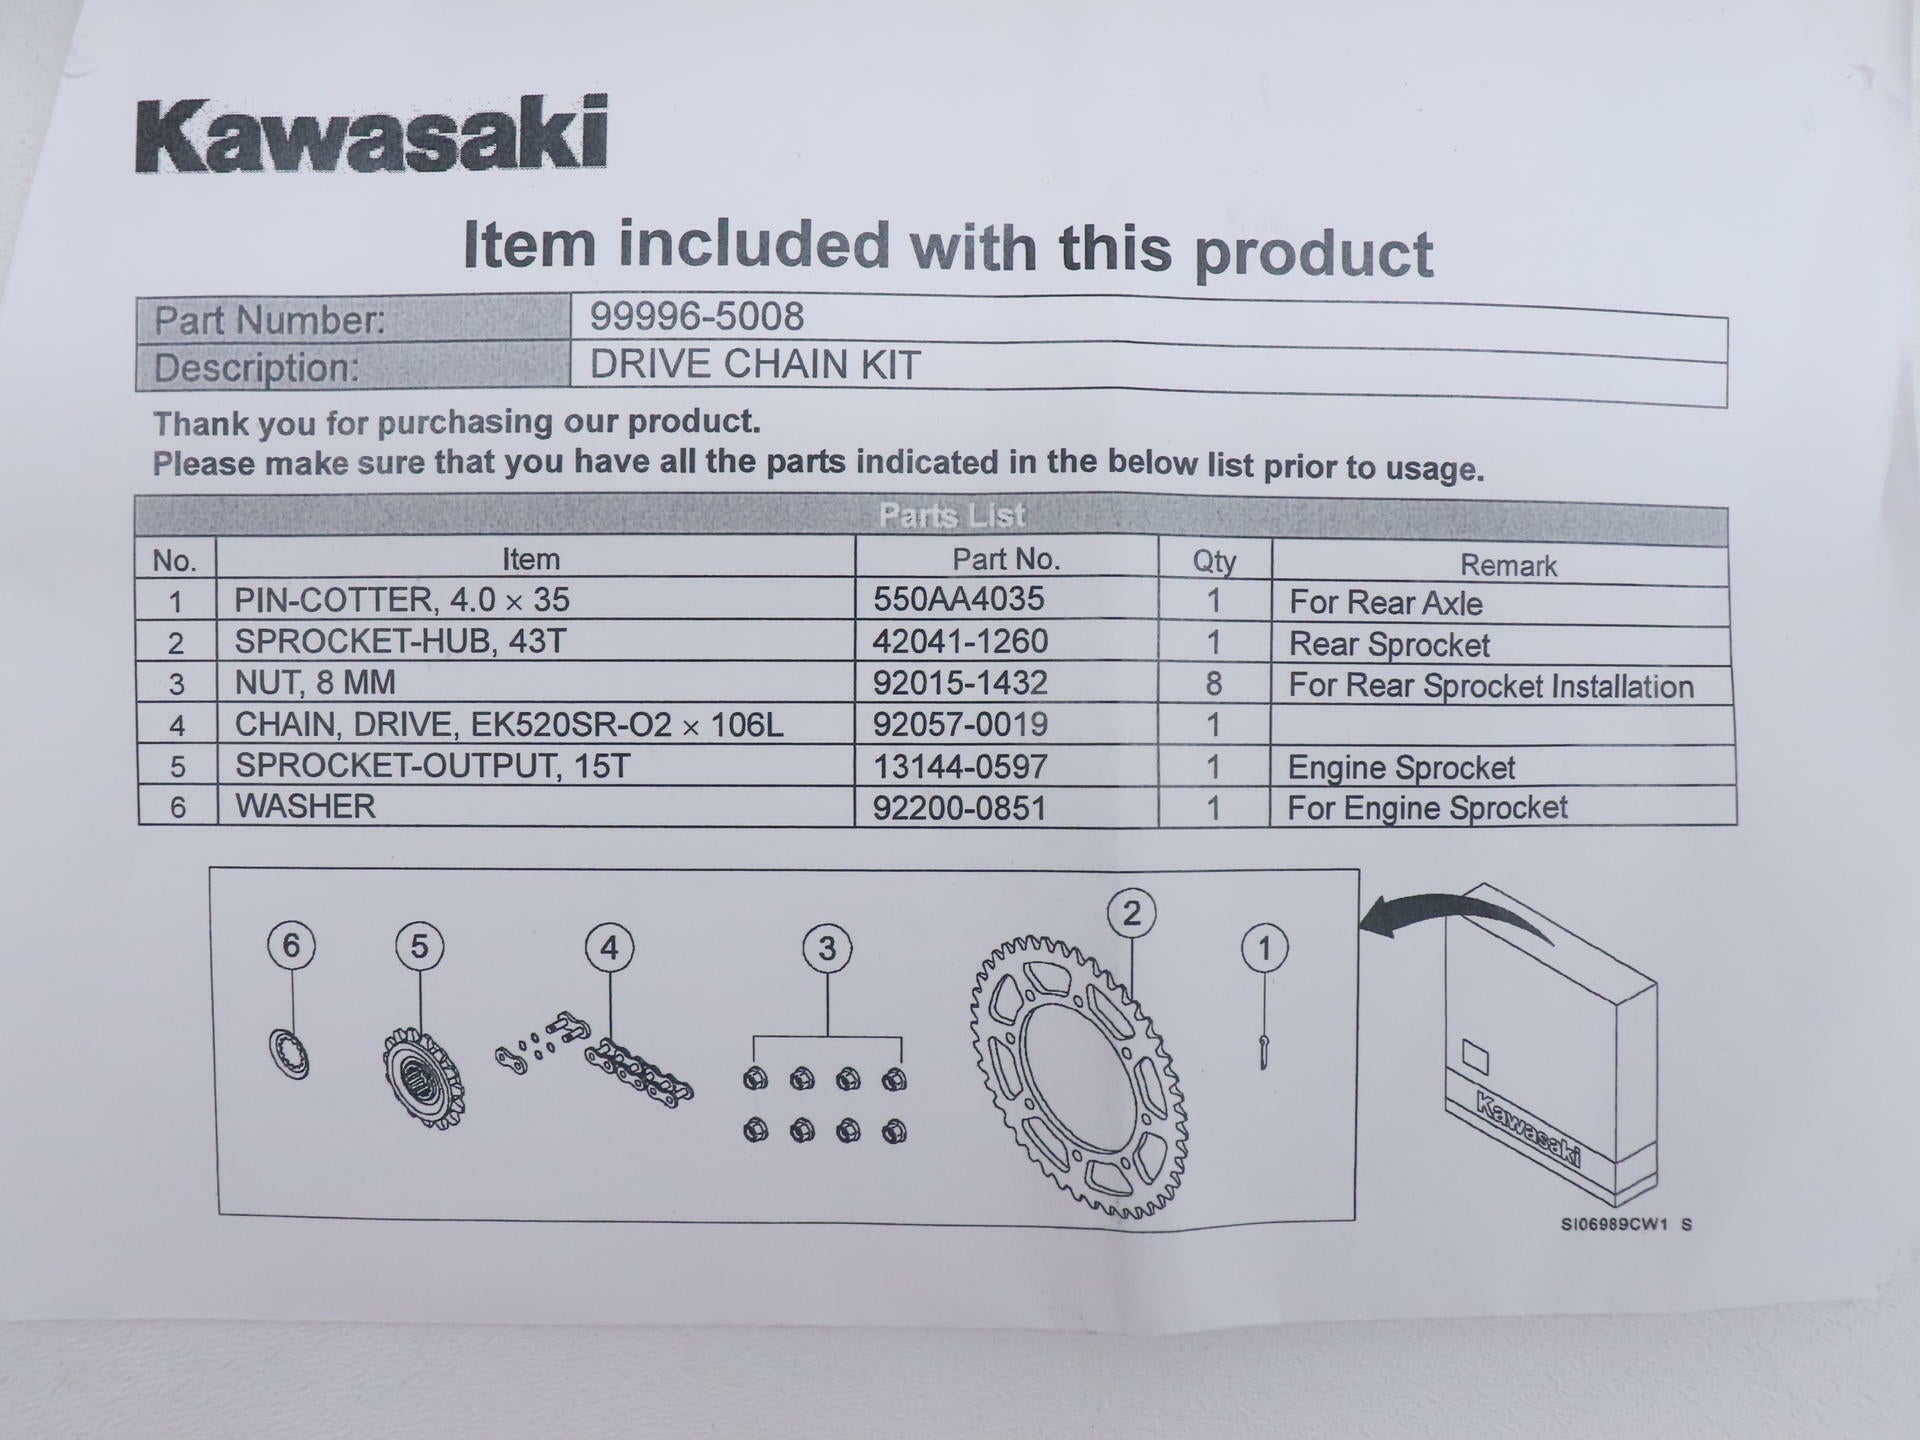 Kawasaki
Item included with this product
Part Number: 99996-5008
Description: DRIVE CHAIN KIT
Thank you for purchasing our product.
Please make sure that you have all the parts indicated in the below list prior to usage.
Parts List
No. Item Part No. Qty Remark
1 PIN-COTTER, 4.0 × 35 550AA4035 1 For Rear Axle
2 SPROCKET-HUB, 43T 42041-1260 1 Rear Sprocket
3 NUT, 8 MM 92015-1432 8 For Rear Sprocket Installation
4 CHAIN, DRIVE, EK520SR-O2 × 106L 92057-0019 1
5 SPROCKET-OUTPUT, 15T 13144-0597 1 Engine Sprocket
6 WASHER 92200-0851 1 For Engine Sprocket
6 5 4 3 2 1
Kawasaki
SI06989CW1 S